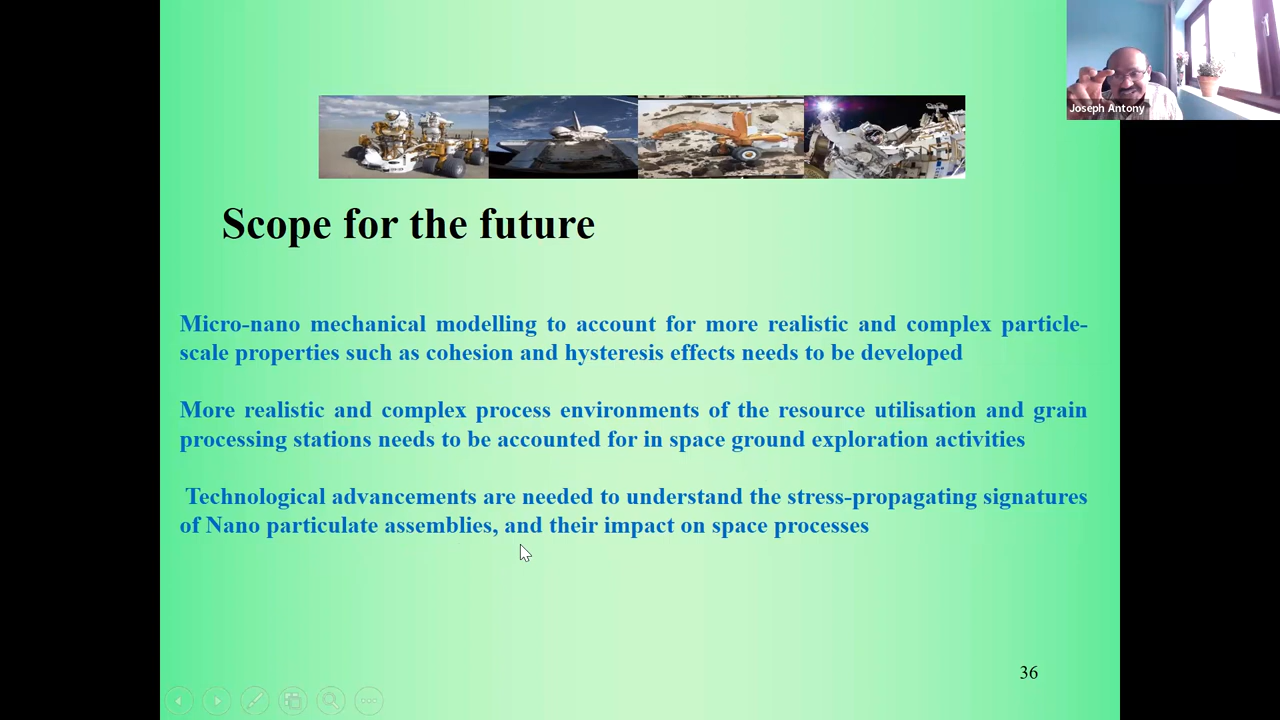 Joseph Antony
Scope for the future
Micro-nano mechanical modelling to account for more realistic and complex particle-
scale properties such as cohesion and hysteresis effects needs to be developed
More realistic and complex process environments of the resource utilisation and grain
processing stations needs to be accounted for in space ground exploration activities
Technological advancements are needed to understand the stress-propagating signatures
of Nano particulate assemblies, and their impact on space processes
36